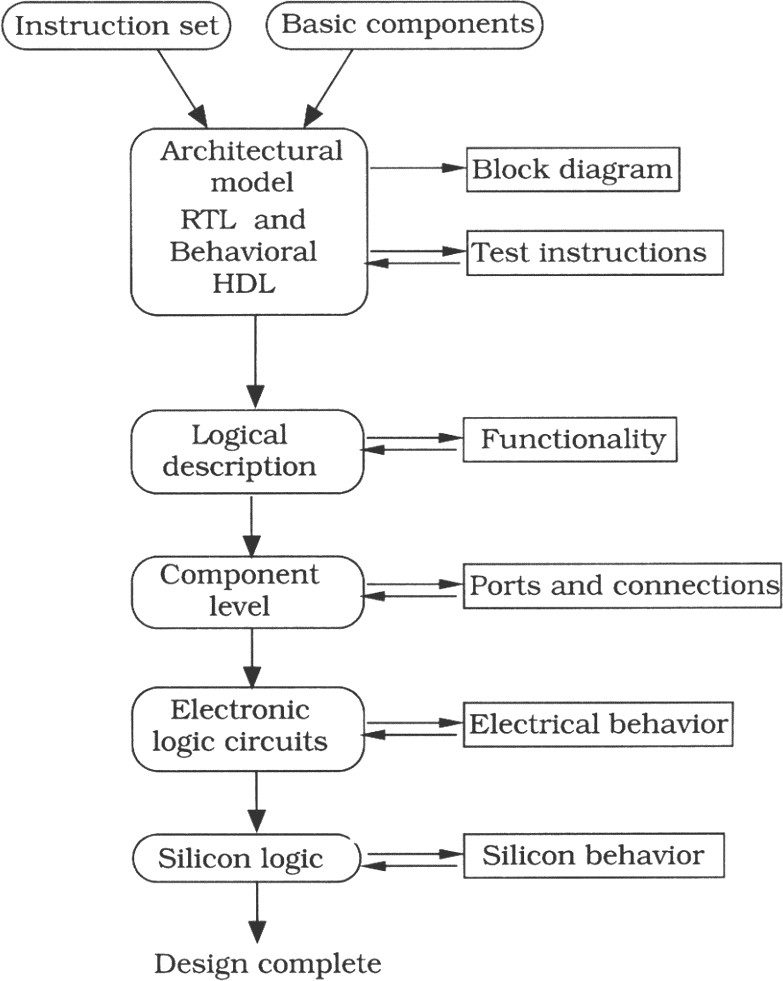 Instruction set
Basic components
Architectural
model
RTL and
Behavioral
HDL
Block diagram
Test instructions
Logical
description
Functionality
Component
level
Ports and connections
Electronic
logic circuits
Electrical behavior
Silicon logic
Silicon behavior
Design complete